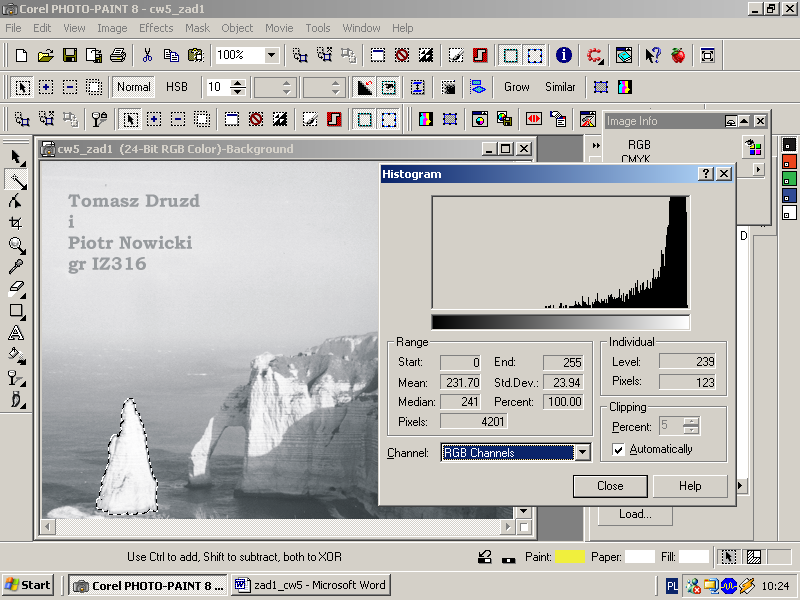 Corel PHOTO-PAINT 8 - cw5_zad1
File Edit View Image Effects Mask Object Movie Tools Window Help
100%
Normal HSB 10 Grow Similar
Image Info
cw5_zad1 (24-Bit RGB Color)-Background
RGB
CMYK
Tomasz Druzd
i
Piotr Nowicki
gr IZ316
D
Histogram
Range
Start: 0 End: 255
Mean: 231.70 Std.Dev.: 23.94
Median: 241 Percent: 100.00
Pixels: 4201
Individual
Level: 239
Pixels: 123
Clipping
Percent: 5
Automatically
Channel: RGB Channels
Close Help
Load...
Use Ctrl to add, Shift to subtract, both to XOR
Paint: Paper: Fill:
Start Corel PHOTO-PAINT 8 ... zad1_cw5 - Microsoft Word PL 10:24